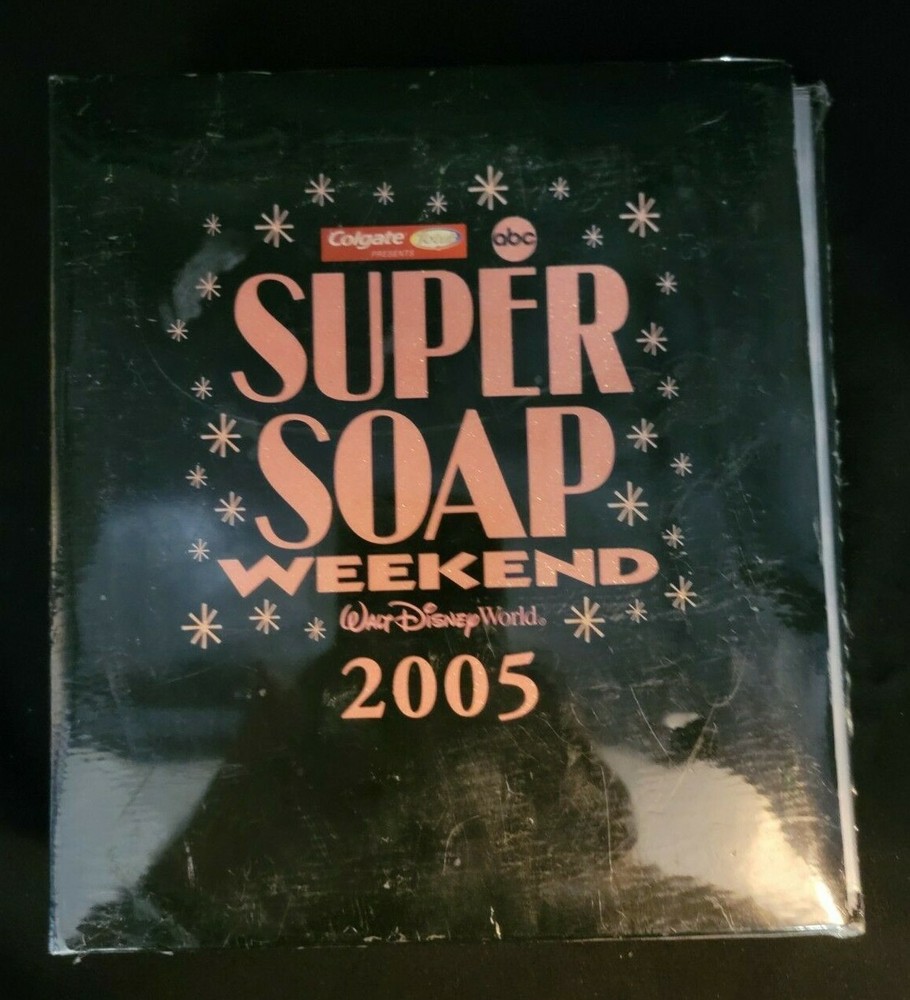 Colgate
PRESENTS
abc
SUPER
SOAP
WEEKEND
WALT DISNEY World®
2005